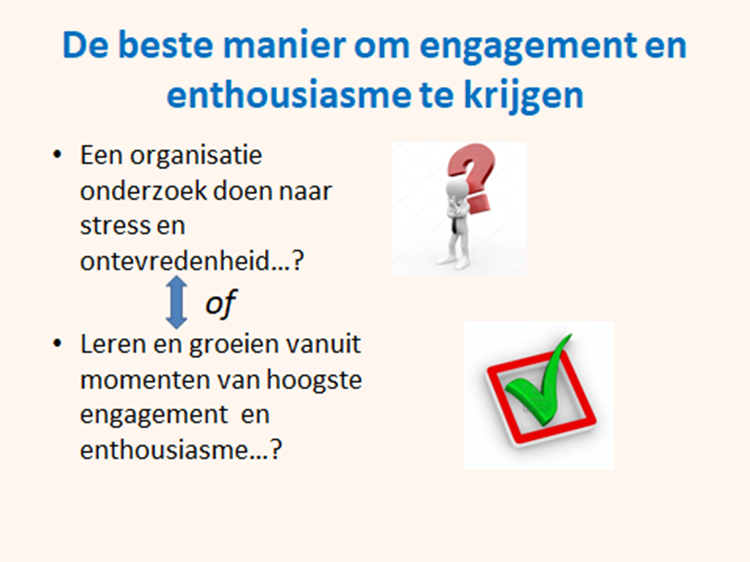 De beste manier om engagement en
enthousiasme te krijgen
• Een organisatie
onderzoek doen naar
stress en
ontevredenheid...?
of
• Leren en groeien vanuit
momenten van hoogste
engagement en
enthousiasme...?